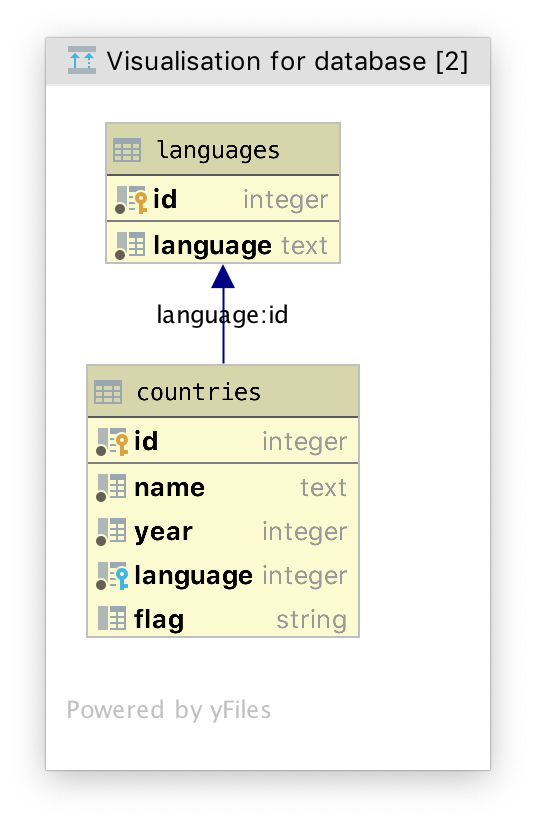 Visualisation for database [2]
languages
id integer
language text
language:id
countries
id integer
name text
year integer
language integer
flag string
Powered by yFiles